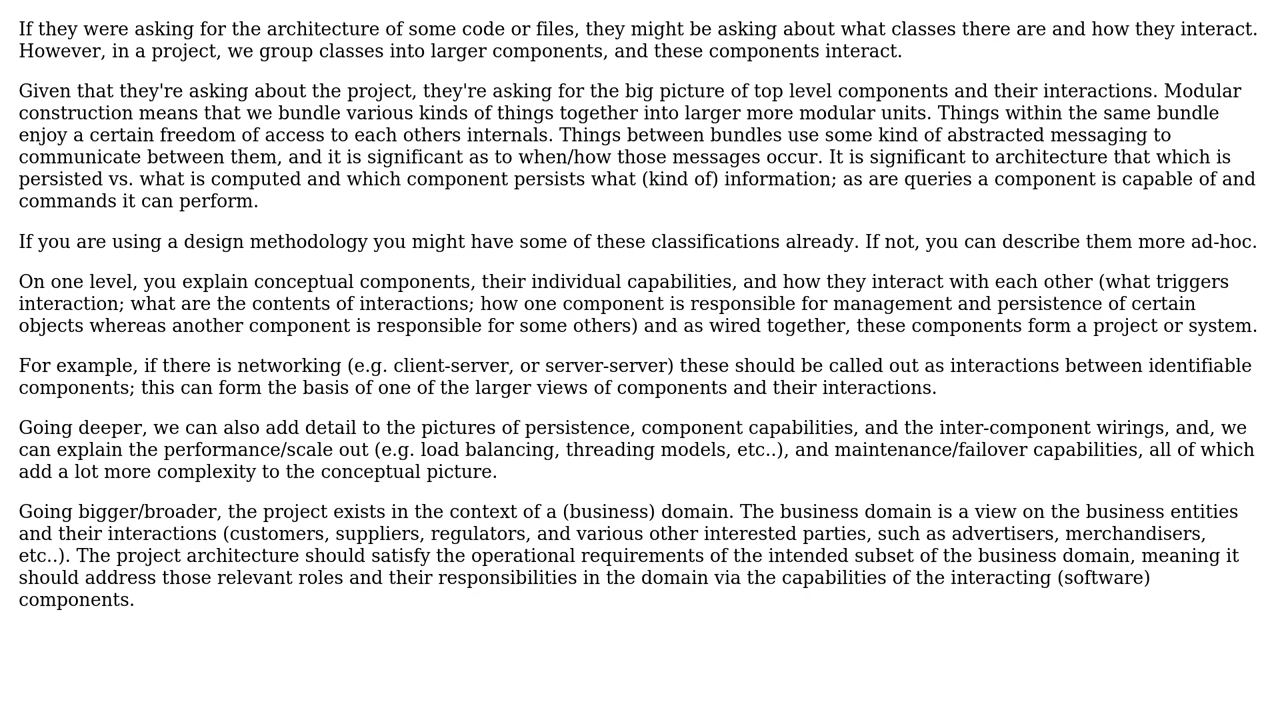 If they were asking for the architecture of some code or files, they might be asking about what classes there are and how they interact.
However, in a project, we group classes into larger components, and these components interact.
Given that they're asking about the project, they're asking for the big picture of top level components and their interactions. Modular
construction means that we bundle various kinds of things together into larger more modular units. Things within the same bundle
enjoy a certain freedom of access to each others internals. Things between bundles use some kind of abstracted messaging to
communicate between them, and it is significant as to when/how those messages occur. It is significant to architecture that which is
persisted vs. what is computed and which component persists what (kind of) information; as are queries a component is capable of and
commands it can perform.
If you are using a design methodology you might have some of these classifications already. If not, you can describe them more ad-hoc.
On one level, you explain conceptual components, their individual capabilities, and how they interact with each other (what triggers
interaction; what are the contents of interactions; how one component is responsible for management and persistence of certain
objects whereas another component is responsible for some others) and as wired together, these components form a project or system.
For example, if there is networking (e.g. client-server, or server-server) these should be called out as interactions between identifiable
components; this can form the basis of one of the larger views of components and their interactions.
Going deeper, we can also add detail to the pictures of persistence, component capabilities, and the inter-component wirings, and, we
can explain the performance/scale out (e.g. load balancing, threading models, etc..), and maintenance/failover capabilities, all of which
add a lot more complexity to the conceptual picture.
Going bigger/broader, the project exists in the context of a (business) domain. The business domain is a view on the business entities
and their interactions (customers, suppliers, regulators, and various other interested parties, such as advertisers, merchandisers,
etc..). The project architecture should satisfy the operational requirements of the intended subset of the business domain, meaning it
should address those relevant roles and their responsibilities in the domain via the capabilities of the interacting (software)
components.